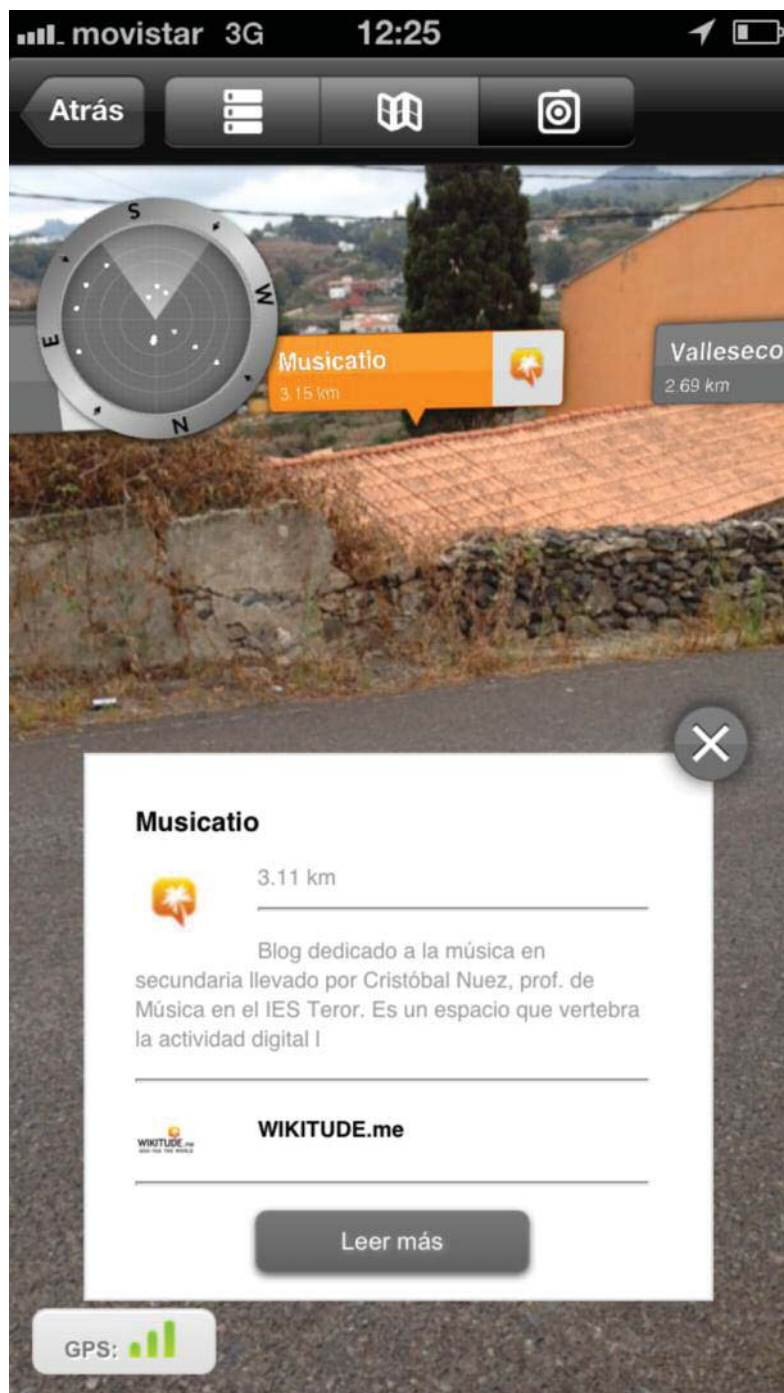 movistar 3G 12:25
Atrás
S
W
E
N
Musicatio
3.15 km
Valleseco
2.69 km
Musicatio
3.11 km
Blog dedicado a la música en
secundaria llevado por Cristóbal Nuez, prof. de
Música en el IES Teror. Es un espacio que vertebra
la actividad digital l
WIKITUDE.me
WIKITUDE.me
Leer más
GPS: